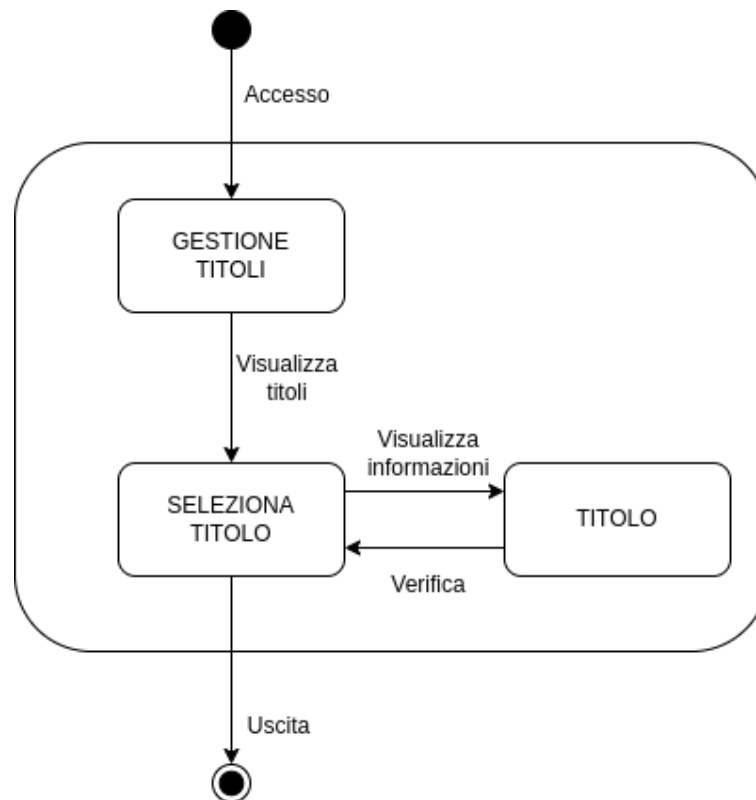 Accesso
GESTIONE
TITOLI
Visualizza
titoli
Visualizza
informazioni
SELEZIONA
TITOLO
TITOLO
Verifica
Uscita